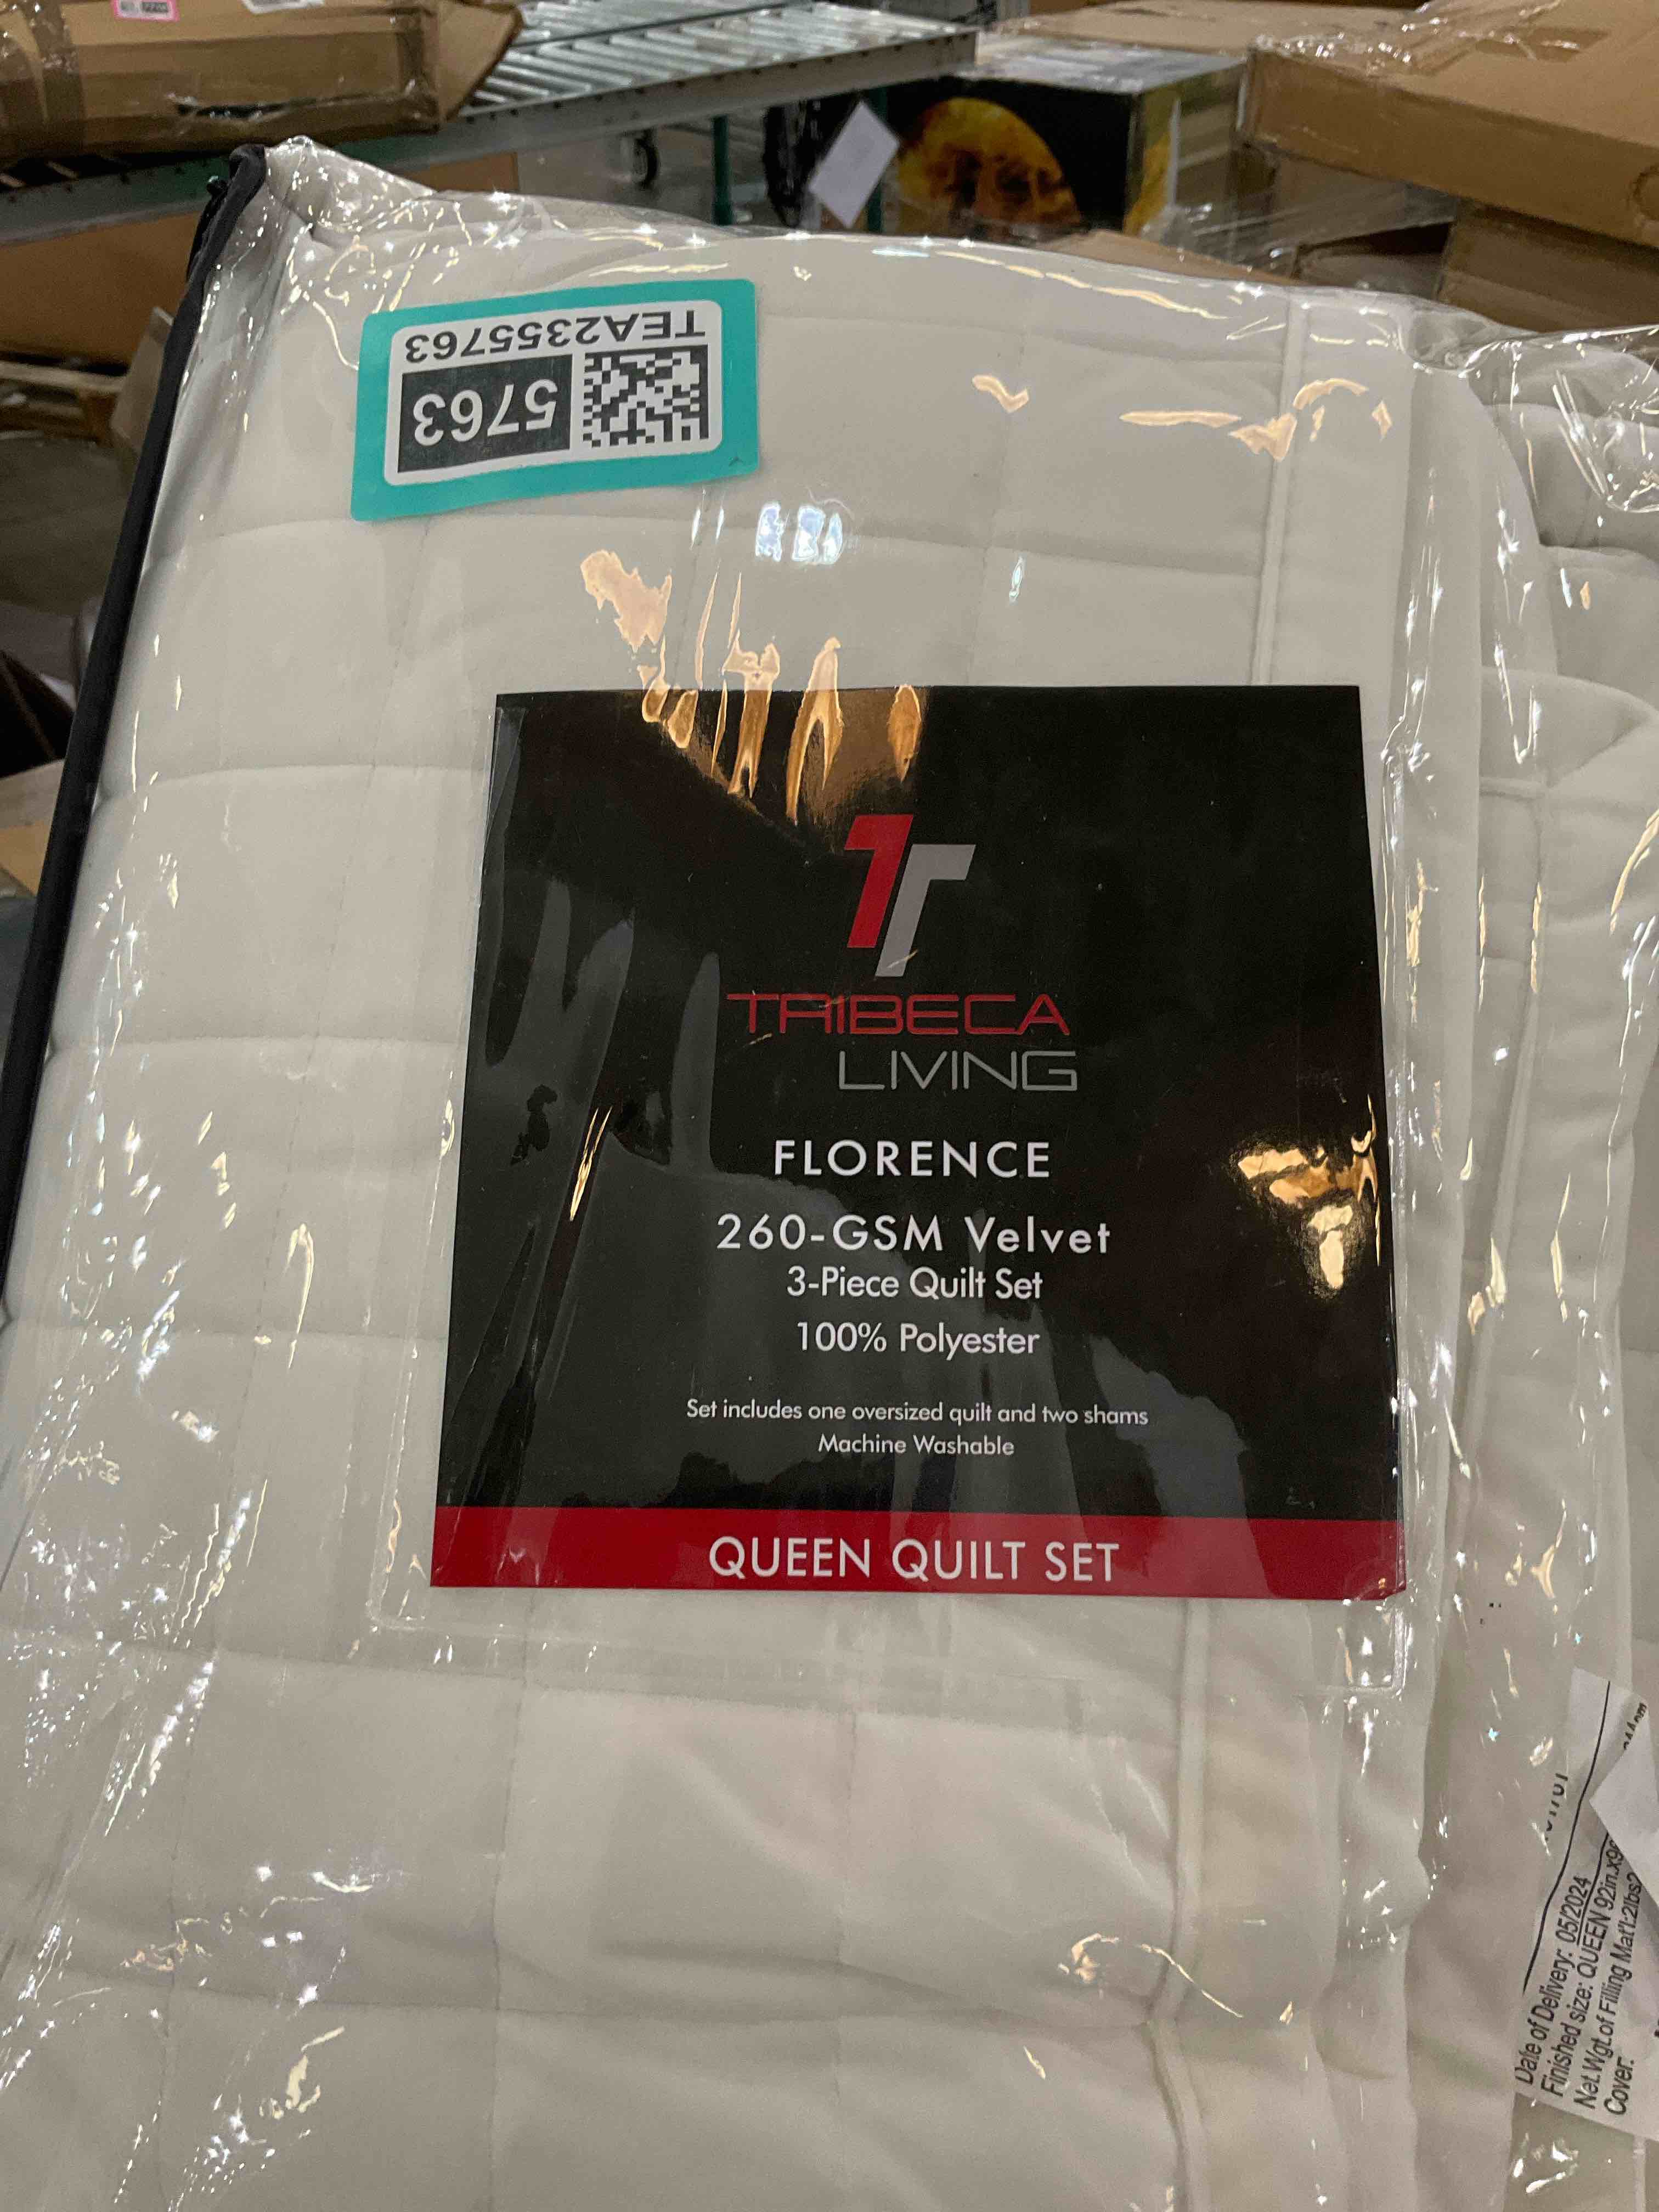 TEA2355763
5763
TRIBECA
LIVING
FLORENCE
260-GSM Velvet
3-Piece Quilt Set
100% Polyester
Set includes one oversized quilt and two shams
Machine Washable
QUEEN QUILT SET
Date of Delivery: 05/2024
Finished size: QUEEN 92in.x9
Net.Wgt.of Filling Mat'l:2lbs
Cover: